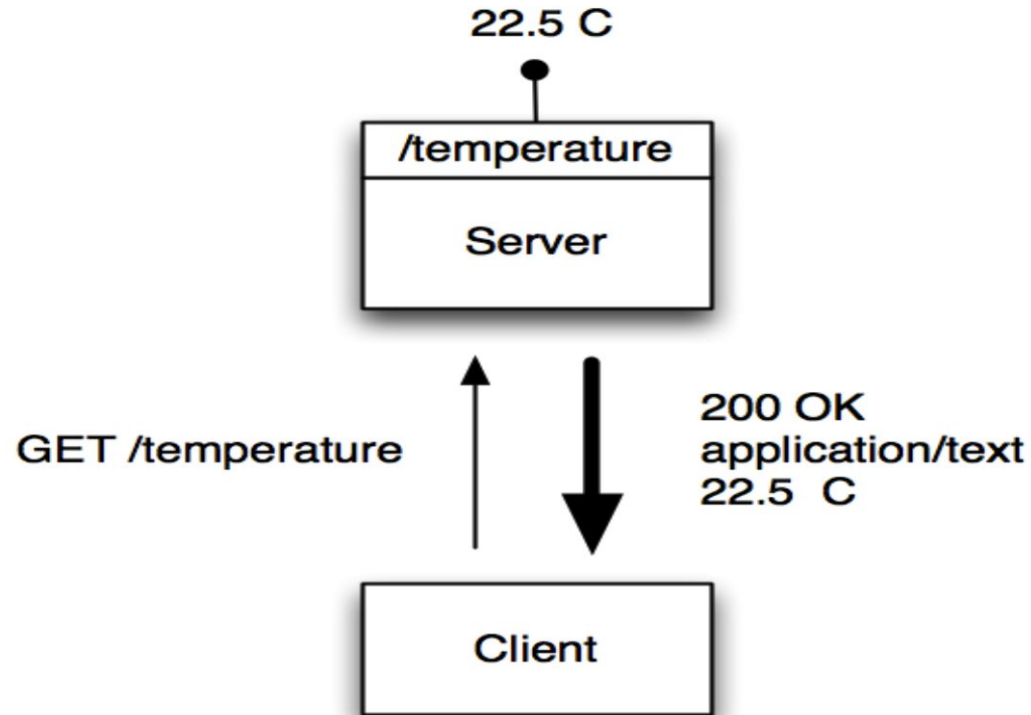 22.5 C
/temperature
Server
GET /temperature
200 OK
application/text
22.5  C
Client